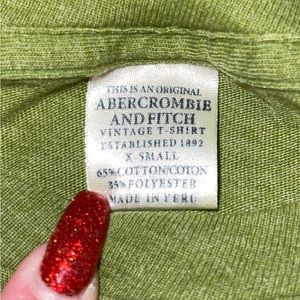 THIS IS AN ORIGINAL
ABERCROMBIE
AND FITCH
VINTAGE T-SHIRT
ESTABLISHED 1892
X-SMALL
65% COTTON/COTON
35% POLYESTER
MADE IN PERU